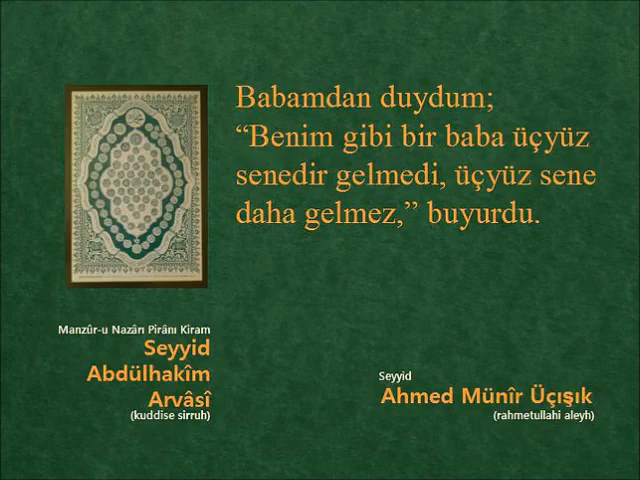 Babamdan duydum;
“Benim gibi bir baba üçyüz
senedir gelmedi, üçyüz sene
daha gelmez,” buyurdu.
Manzûr-u Nazârı Pirânı Kiram
Seyyid
Abdülhakîm
Arvâsî
(kuddise sirruh)
Seyyid
Ahmed Münîr Üçışık
(rahmetullahi aleyh)